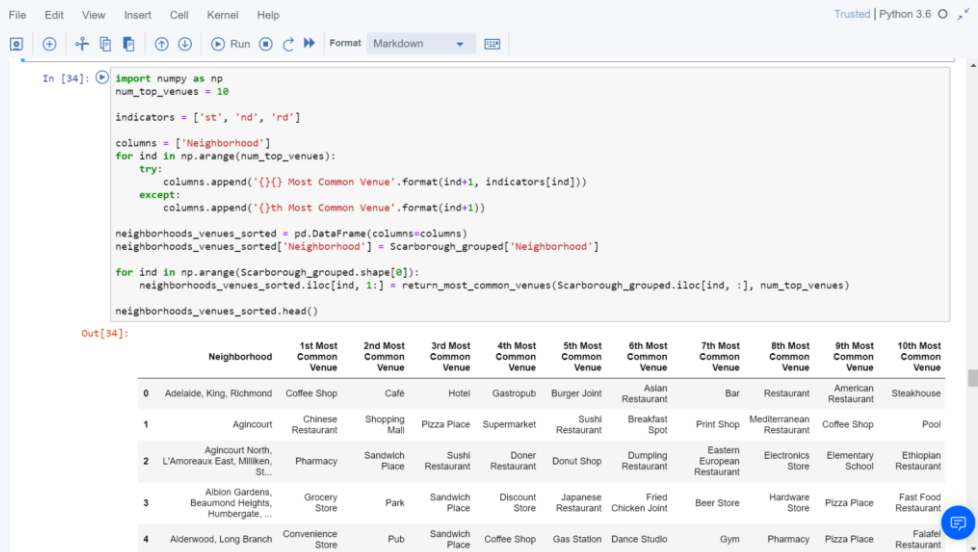 File Edit View Insert Cell Kernel Help Trusted | Python 3.6
Run Format Markdown
In [34]: import numpy as np
num_top_venues = 10
indicators = ['st', 'nd', 'rd']
columns = ['Neighborhood']
for ind in np.arange(num_top_venues):
    try:
        columns.append('{}{} Most Common Venue'.format(ind+1, indicators[ind]))
    except:
        columns.append('{}th Most Common Venue'.format(ind+1))
neighborhoods_venues_sorted = pd.DataFrame(columns=columns)
neighborhoods_venues_sorted['Neighborhood'] = Scarborough_grouped['Neighborhood']
for ind in np.arange(Scarborough_grouped.shape[0]):
    neighborhoods_venues_sorted.iloc[ind, 1:] = return_most_common_venues(Scarborough_grouped.iloc[ind, :], num_top_venues)
neighborhoods_venues_sorted.head()
Out[34]:
Neighborhood 1st Most Common Venue 2nd Most Common Venue 3rd Most Common Venue 4th Most Common Venue 5th Most Common Venue 6th Most Common Venue 7th Most Common Venue 8th Most Common Venue 9th Most Common Venue 10th Most Common Venue
0 Adelaide, King, Richmond Coffee Shop Café Hotel Gastropub Burger Joint Asian Restaurant Bar Restaurant American Restaurant Steakhouse
1 Agincourt Chinese Restaurant Shopping Mall Pizza Place Supermarket Sushi Restaurant Breakfast Spot Print Shop Mediterranean Restaurant Coffee Shop Pool
2 Agincourt North, L'Amoreaux East, Milliken, St... Pharmacy Sandwich Place Sushi Restaurant Doner Restaurant Donut Shop Dumpling Restaurant Eastern European Restaurant Electronics Store Elementary School Ethiopian Restaurant
3 Albion Gardens, Beaumond Heights, Humbergate, ... Grocery Store Park Sandwich Place Discount Store Japanese Restaurant Fried Chicken Joint Beer Store Hardware Store Pizza Place Fast Food Restaurant
4 Alderwood, Long Branch Convenience Store Pub Sandwich Place Coffee Shop Gas Station Dance Studio Gym Pharmacy Pizza Place Falafel Restaurant